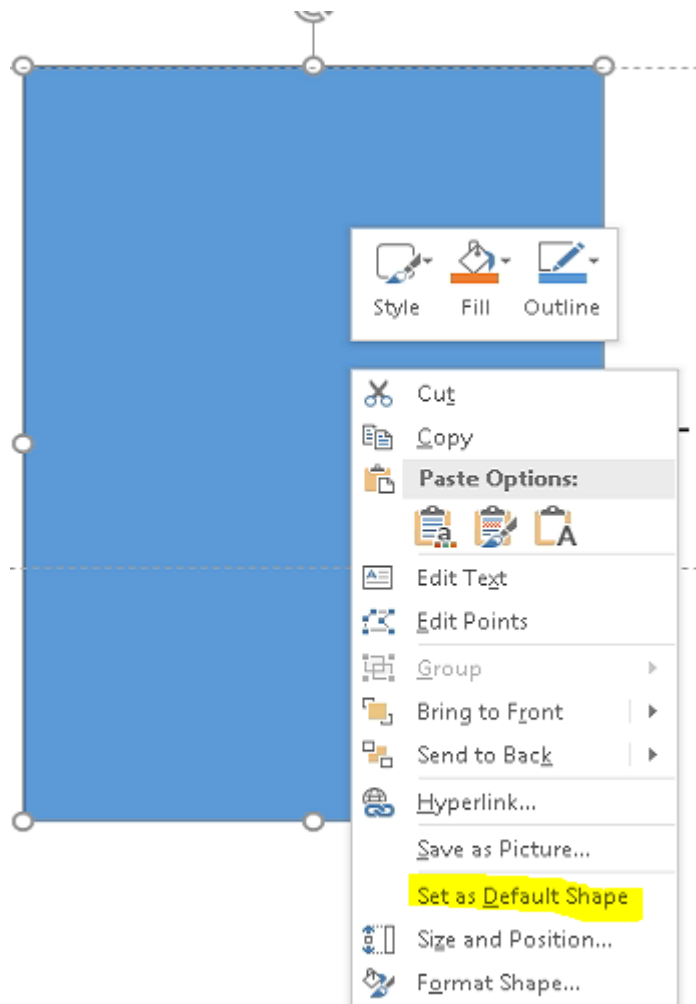 Style Fill Outline
Cut
Copy
Paste Options:
Edit Text
Edit Points
Group
Bring to Front
Send to Back
Hyperlink...
Save as Picture...
Set as Default Shape
Size and Position...
Format Shape...